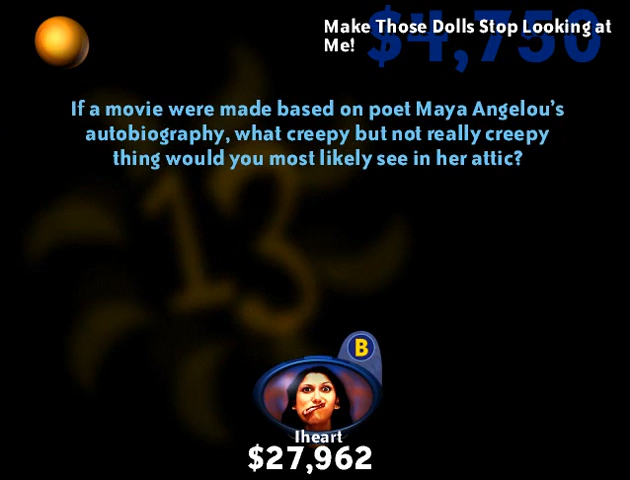 Make Those Dolls Stop Looking at
Me!
$4,750
If a movie were made based on poet Maya Angelou's
autobiography, what creepy but not really creepy
thing would you most likely see in her attic?
13
B
Iheart
$27,962